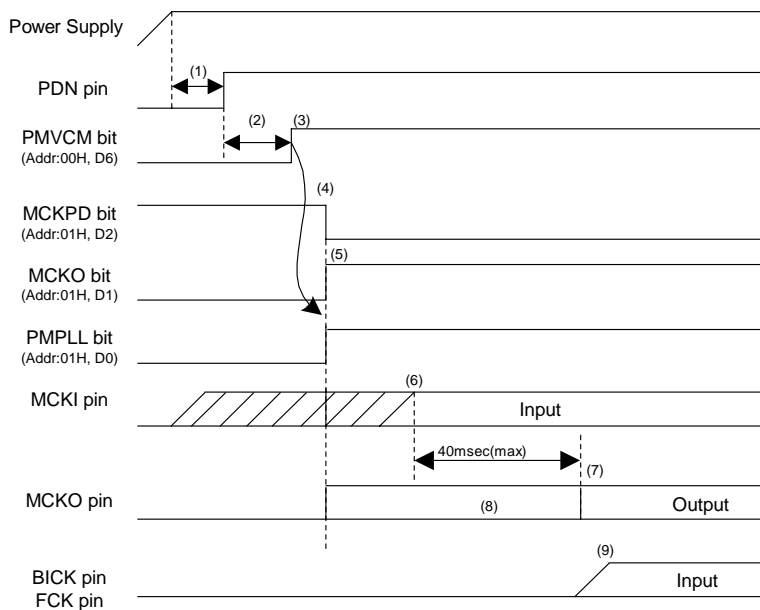 Power Supply
(1)
PDN pin
(2)
(3)
PMVCM bit
(Addr:00H, D6)
(4)
MCKPD bit
(Addr:01H, D2)
(5)
MCKO bit
(Addr:01H, D1)
PMPLL bit
(Addr:01H, D0)
(6)
MCKI pin
Input
40msec(max)
(7)
MCKO pin
(8)
Output
(9)
BICK pin
FCK pin
Input